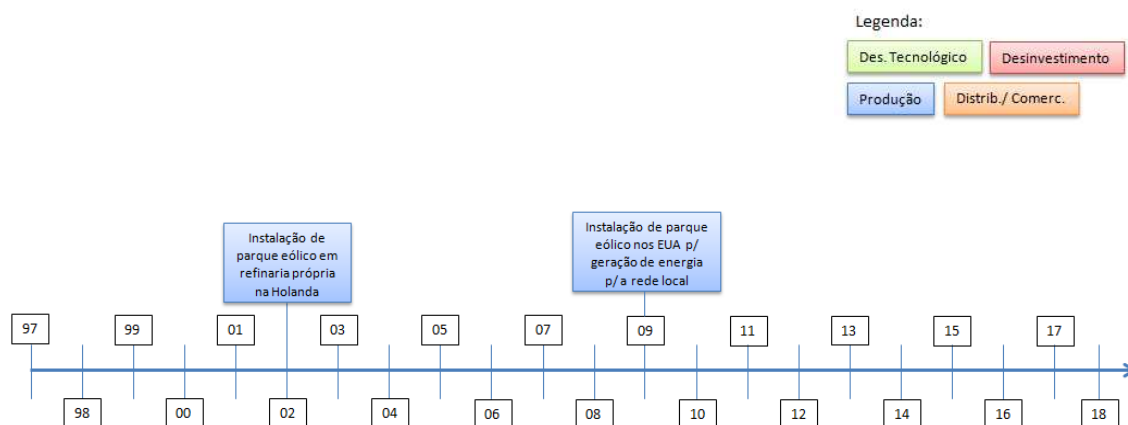 Legenda:
Des. Tecnológico
Desinvestimento
Produção
Distrib./ Comerc.
Instalação de
parque eólico em
refinaria própria
na Holanda
Instalação de parque
eólico nos EUA p/
geração de energia
p/ a rede local
97
99
01
03
05
07
09
11
13
15
17
98
00
02
04
06
08
10
12
14
16
18